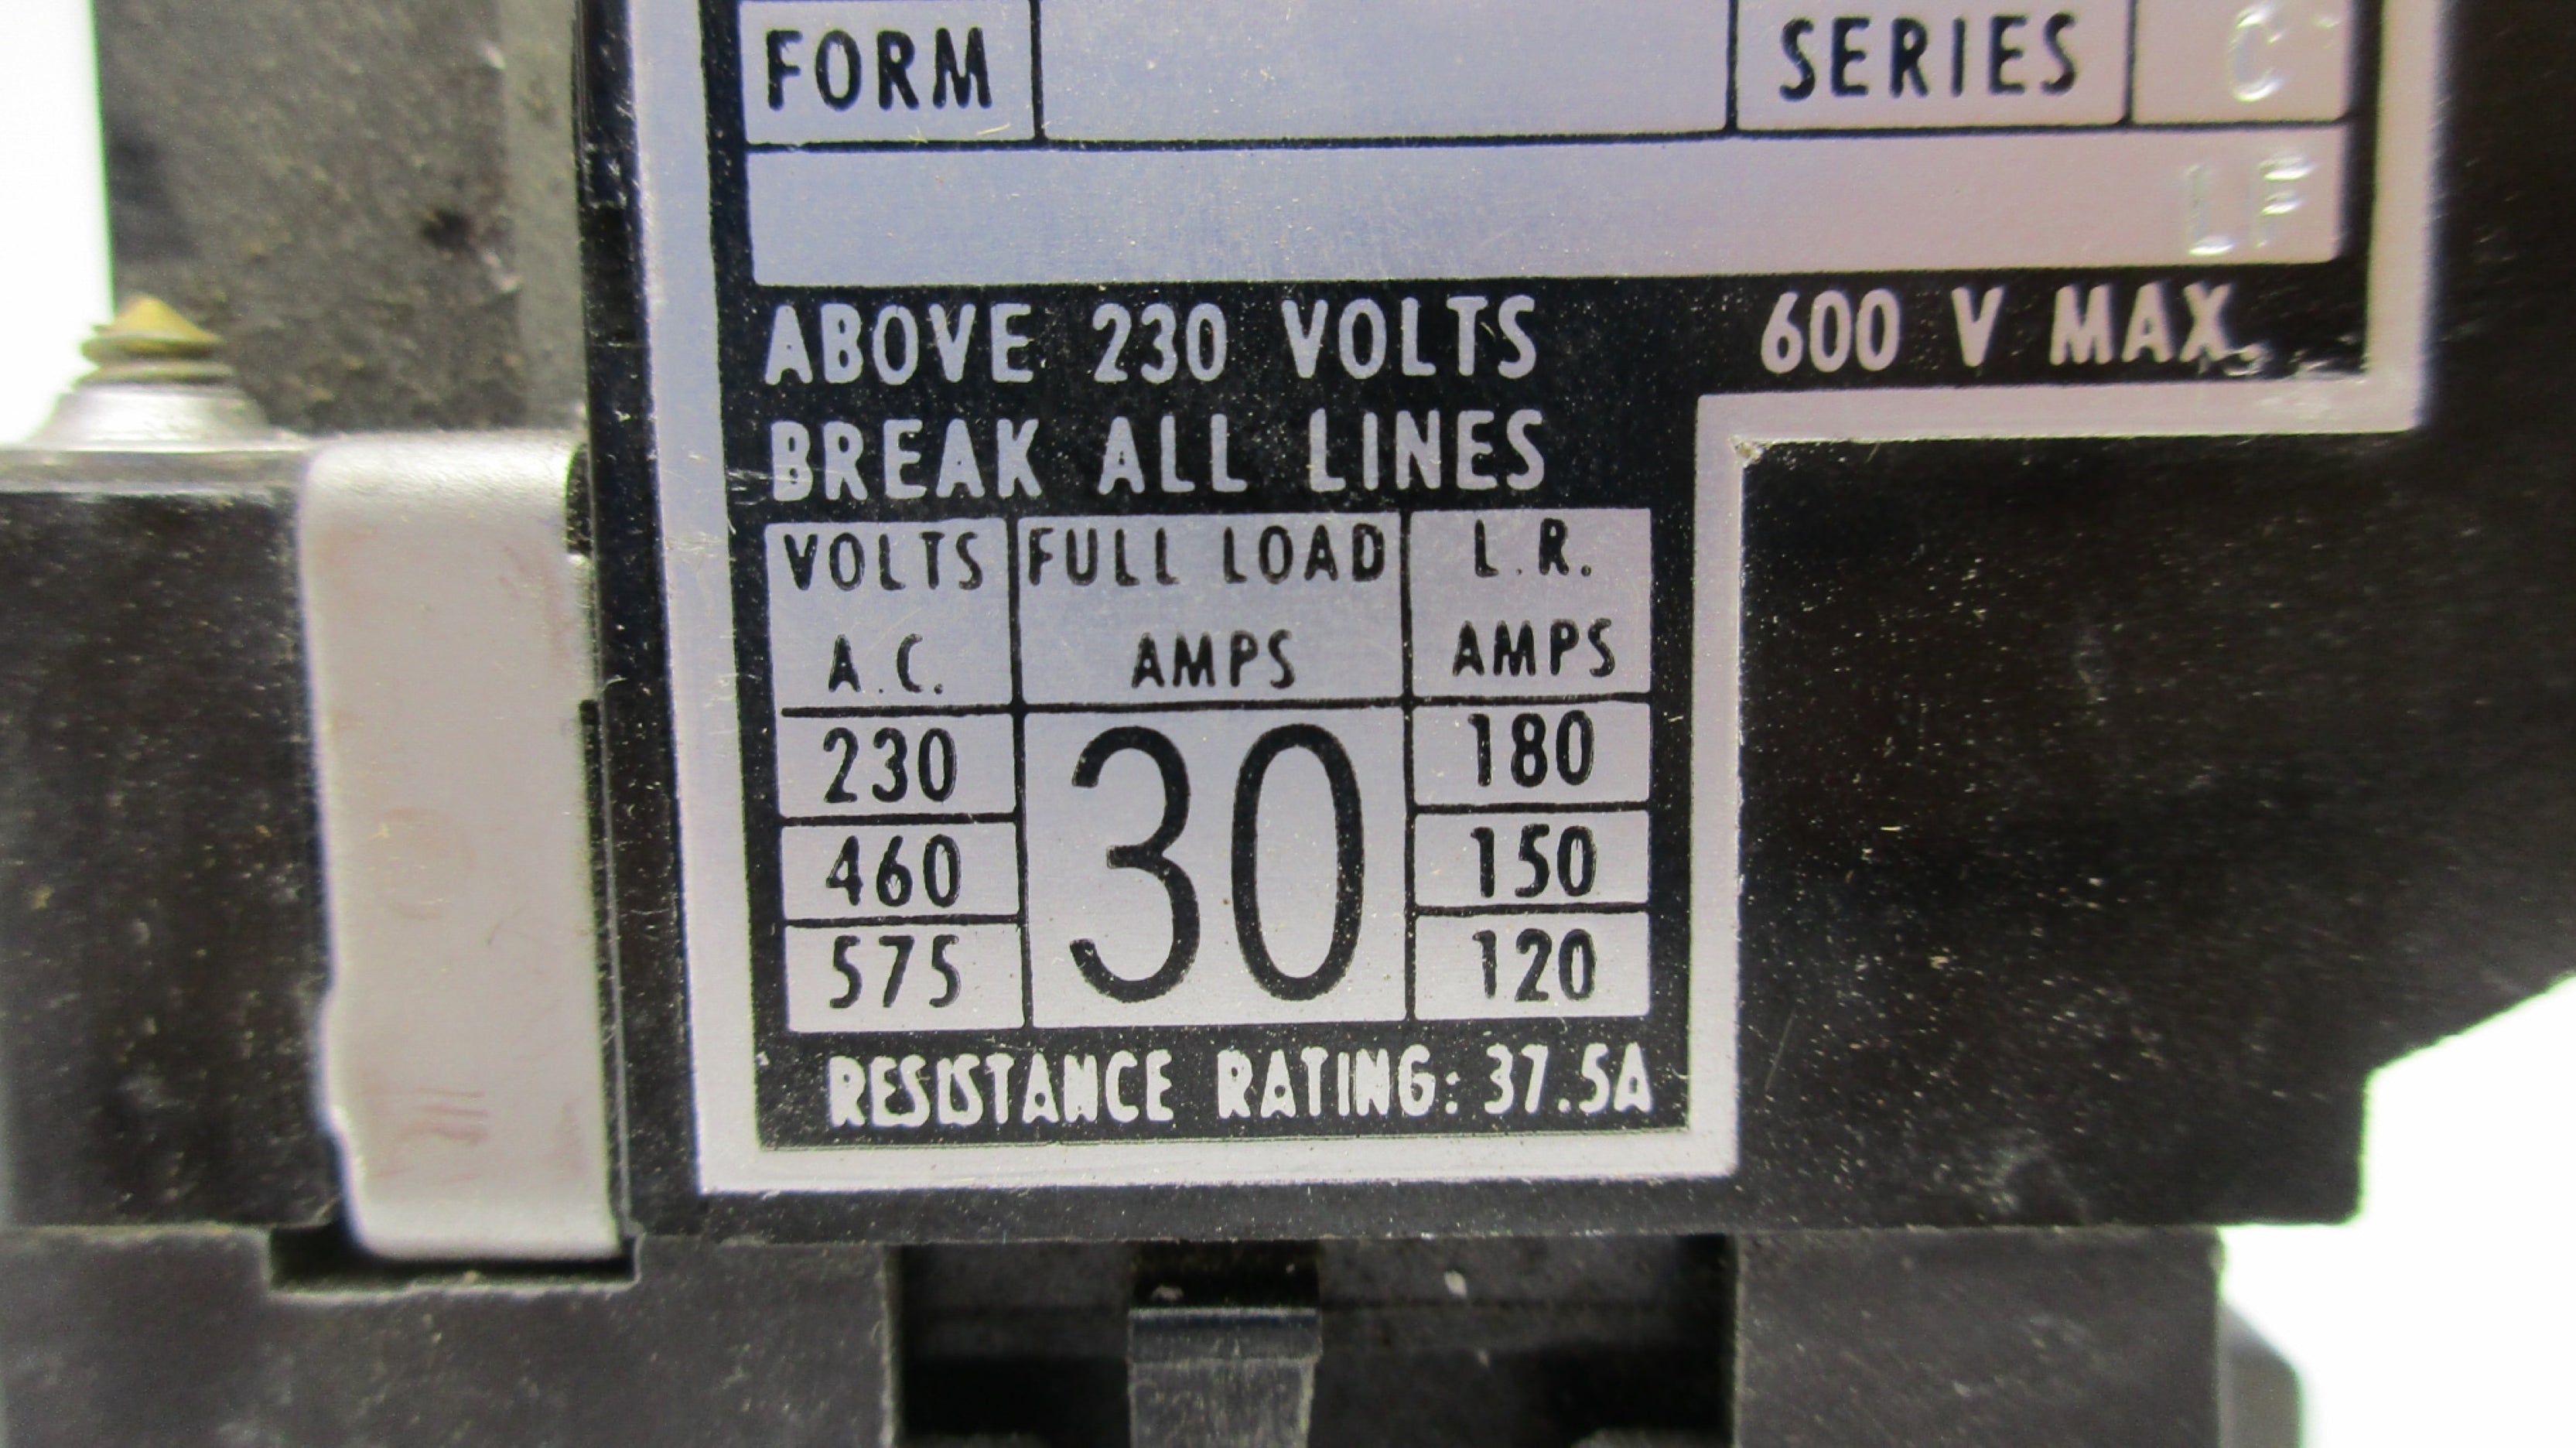 FORM SERIES C
LF
ABOVE 230 VOLTS 600 V MAX.
BREAK ALL LINES
VOLTS FULL LOAD L.R.
A.C. AMPS AMPS
230 30 180
460 150
575 120
RESISTANCE RATING: 37.5A